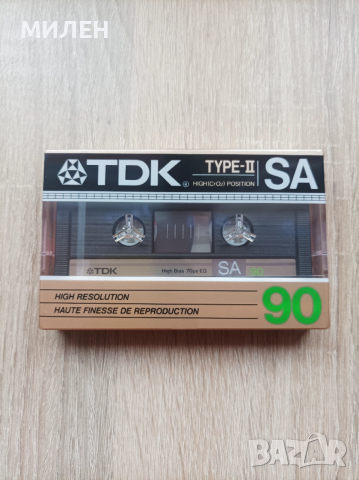 МИЛЕН
TDK
TYPE-II
HIGH(CrO₂) POSITION
SA
TDK
High Bias 70μs EQ
SA 90
HIGH RESOLUTION
HAUTE FINESSE DE REPRODUCTION
90
BAZAR